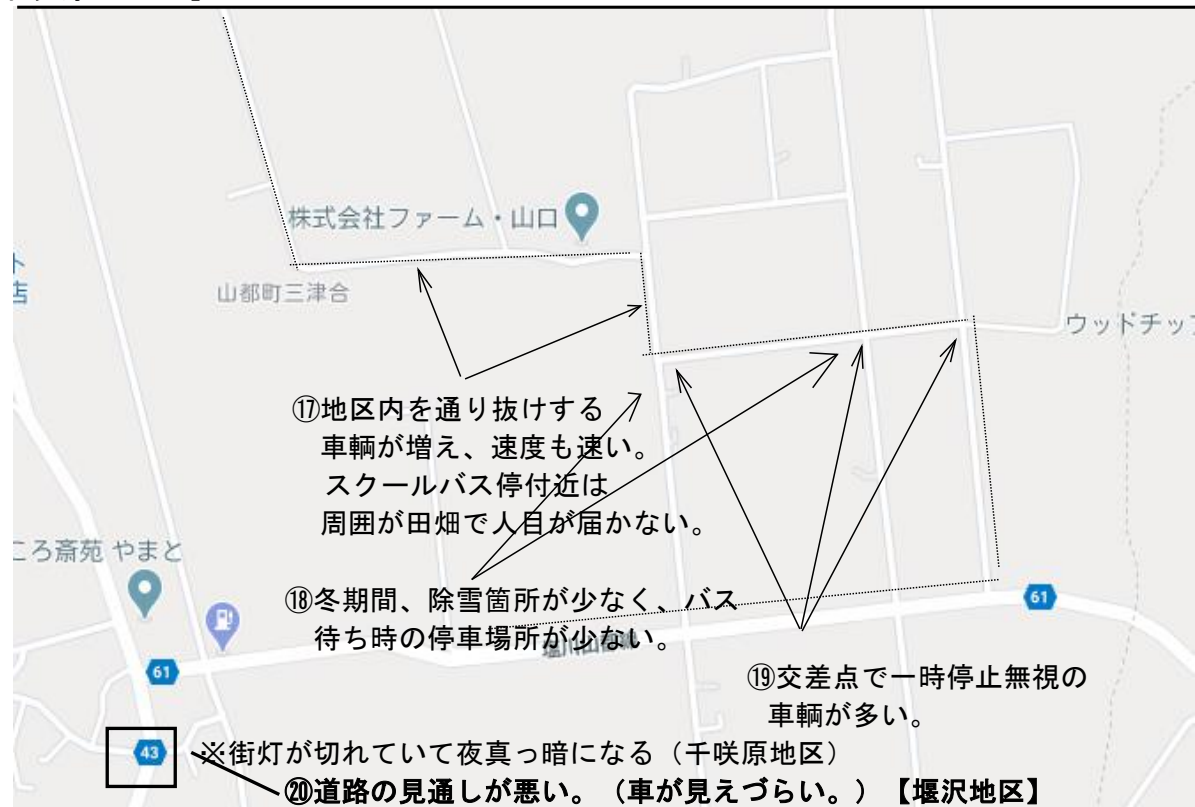 株式会社ファーム・山口
山都町三津合
ト
店
ウッドチップ
⑰地区内を通り抜けする
車輌が増え、速度も速い。
スクールバス停付近は
周囲が田畑で人目が届かない。
ころ斎苑 やまと
⑱冬期間、除雪箇所が少なく、バス
待ち時の停車場所が少ない。
61
61
⑲交差点で一時停止無視の
車輌が多い。
43
※街灯が切れていて夜真っ暗になる（千咲原地区）
⑳道路の見通しが悪い。（車が見えづらい。）【堰沢地区】